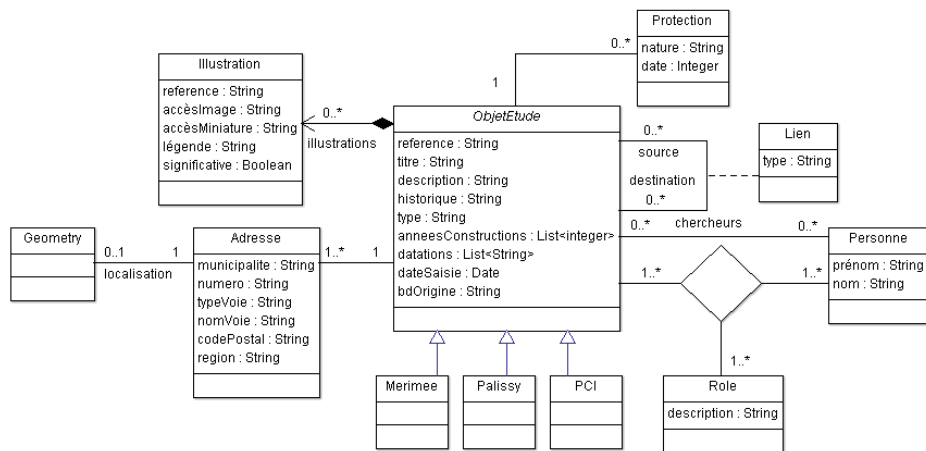 Protection
nature : String
date : Integer
0..*
1
Illustration
reference : String
accèsImage : String
accèsMiniature : String
légende : String
significative : Boolean
0..*
illustrations
ObjetEtude
reference : String
titre : String
description : String
historique : String
type : String
anneesConstructions : List<integer>
datations : List<String>
dateSaisie : Date
bdOrigine : String
0..*
source
destination
0..*
Lien
type : String
chercheurs
0..*
0..*
Personne
prénom : String
nom : String
1..*
1..*
1..*
Role
description : String
Geometry
0..1
1
localisation
Adresse
municipalite : String
numero : String
typeVoie : String
nomVoie : String
codePostal : String
region : String
1..*
1
Merimee
Palissy
PCI